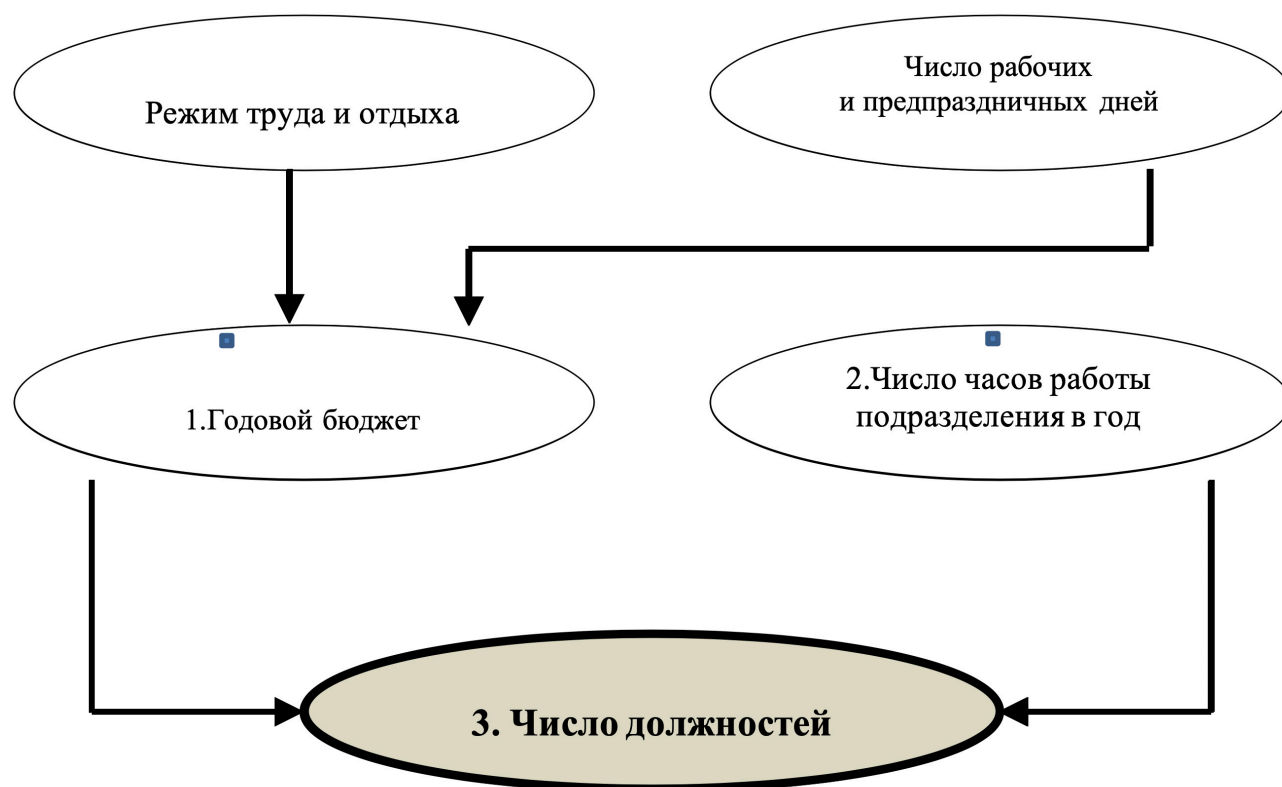 Режим труда и отдыха
Число рабочих
и предпраздничных дней
1.Годовой бюджет
2.Число часов работы
подразделения в год
3. Число должностей